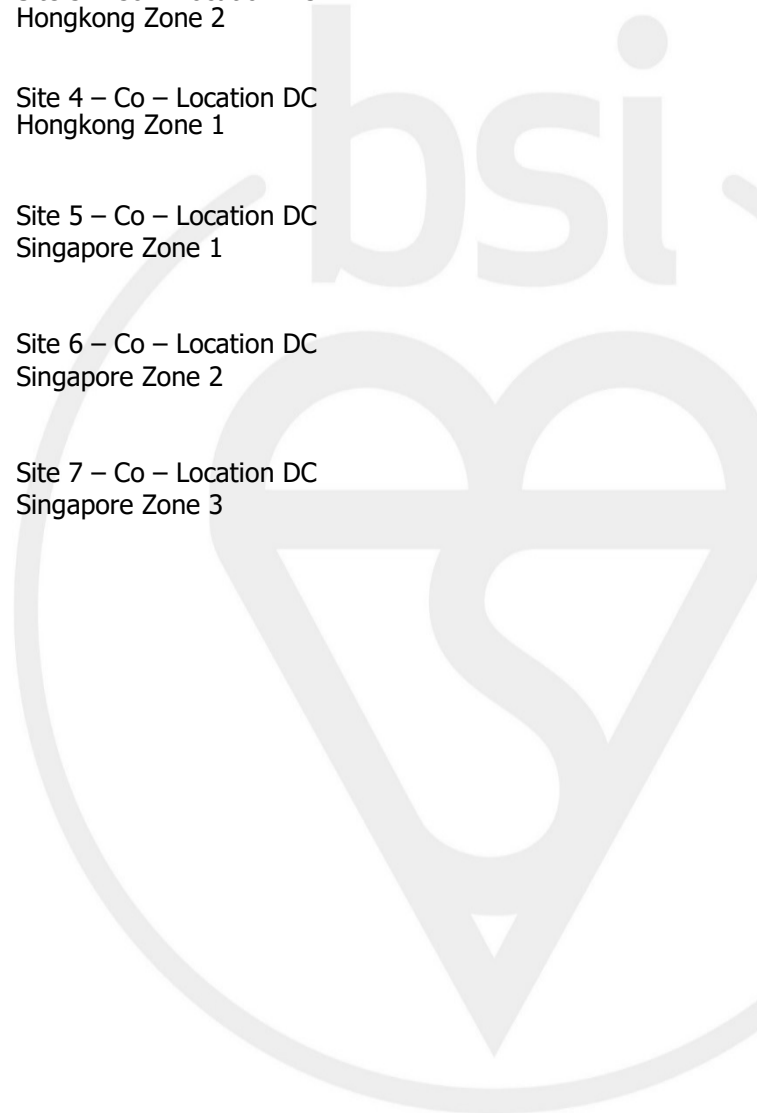 Hongkong Zone 2
Site 4 – Co – Location DC
Hongkong Zone 1
Site 5 – Co – Location DC
Singapore Zone 1
Site 6 – Co – Location DC
Singapore Zone 2
Site 7 – Co – Location DC
Singapore Zone 3
bsi